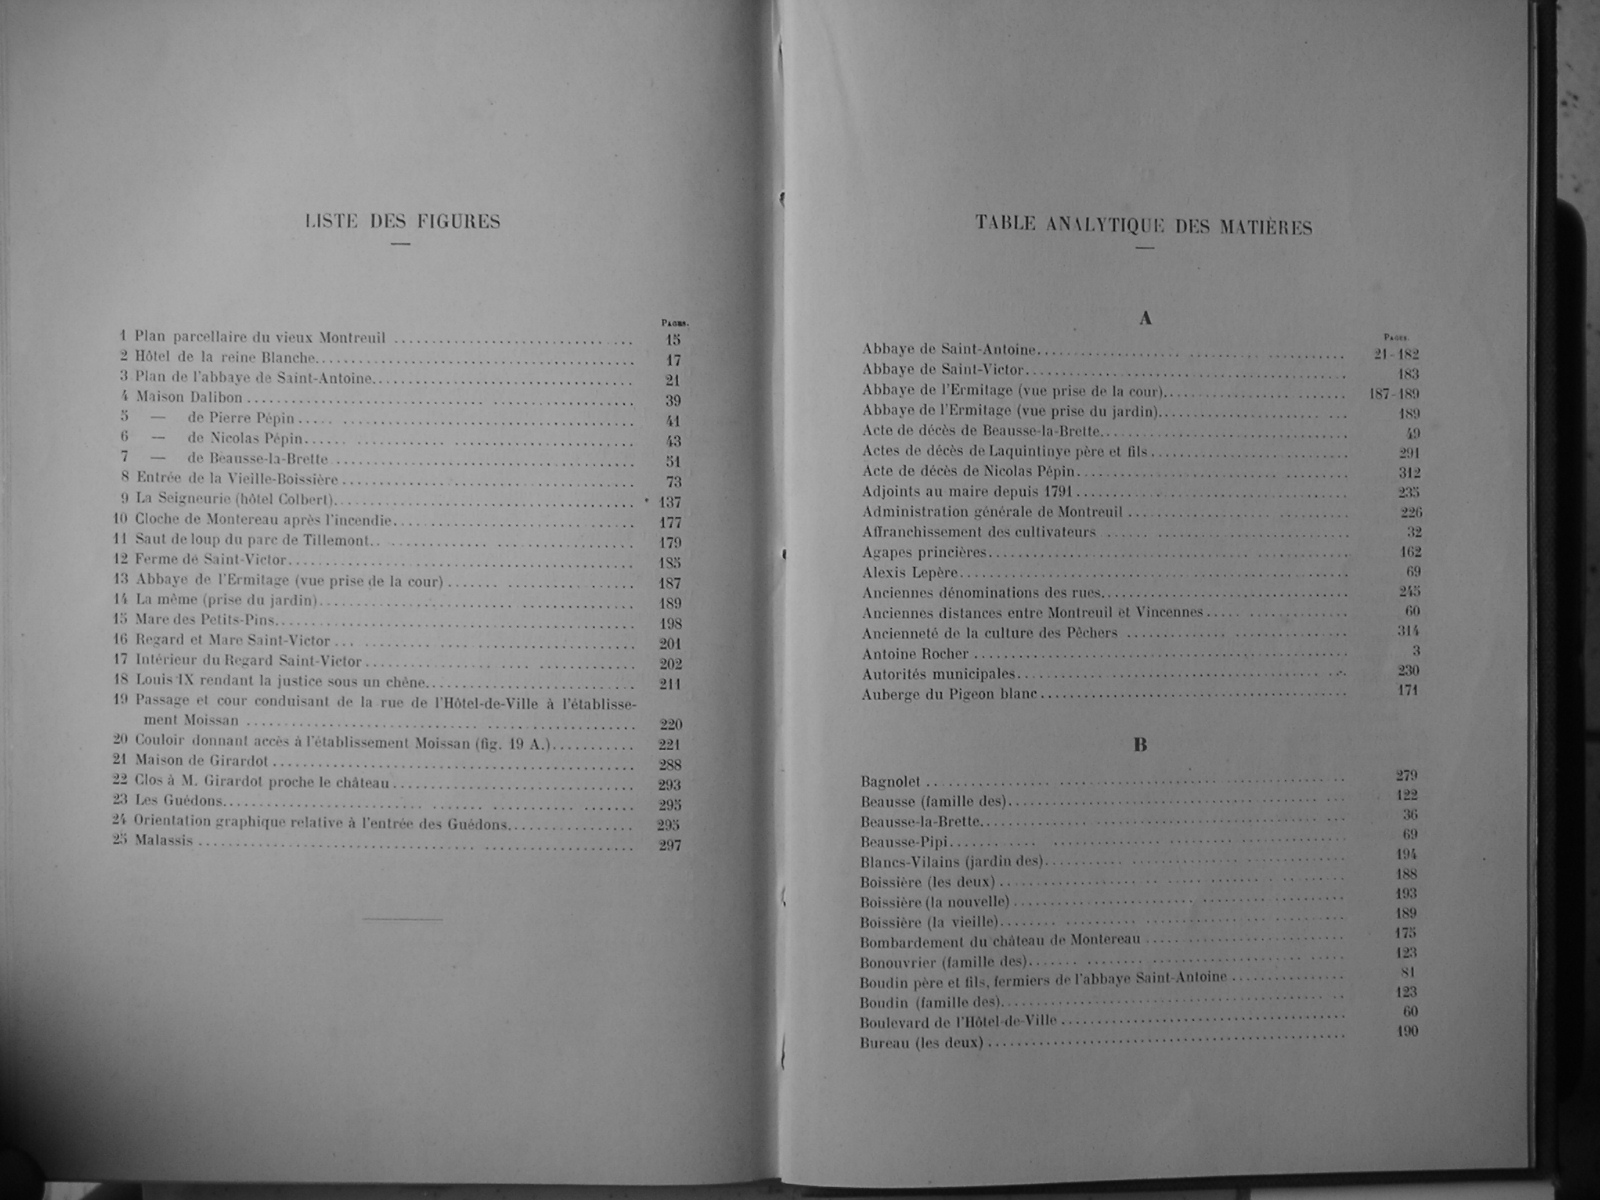 LISTE DES FIGURES
PAGES.
1 Plan parcellaire du vieux Montreuil 15
2 Hôtel de la reine Blanche 17
3 Plan de l'abbaye de Saint-Antoine 21
4 Maison Dalibon 39
5 — de Pierre Pépin 41
6 — de Nicolas Pépin 43
7 — de Beausse-la-Brette 51
8 Entrée de la Vieille-Boissière 73
9 La Seigneurie (hôtel Colbert) 137
10 Cloche de Montereau après l'incendie 177
11 Saut de loup du parc de Tillemont 179
12 Ferme de Saint-Victor 185
13 Abbaye de l'Ermitage (vue prise de la cour) 187
14 La même (prise du jardin) 189
15 Mare des Petits-Pins 198
16 Regard et Mare Saint-Victor 201
17 Intérieur du Regard Saint-Victor 202
18 Louis IX rendant la justice sous un chêne 211
19 Passage et cour conduisant de la rue de l'Hôtel-de-Ville à l'établisse-
ment Moissan 220
20 Couloir donnant accès à l'établissement Moissan (fig. 19 A.) 221
21 Maison de Girardot 288
22 Clos à M. Girardot proche le château 293
23 Les Guédons 295
24 Orientation graphique relative à l'entrée des Guédons 295
25 Malassis 297
TABLE ANALYTIQUE DES MATIÈRES
A
PAGES.
Abbaye de Saint-Antoine 21-182
Abbaye de Saint-Victor 183
Abbaye de l'Ermitage (vue prise de la cour) 187-189
Abbaye de l'Ermitage (vue prise du jardin) 189
Acte de décès de Beausse-la-Brette 49
Actes de décès de Laquintinye père et fils 291
Acte de décès de Nicolas Pépin 312
Adjoints au maire depuis 1791 235
Administration générale de Montreuil 226
Affranchissement des cultivateurs 32
Agapes princières 162
Alexis Lepère 69
Anciennes dénominations des rues 245
Anciennes distances entre Montreuil et Vincennes 60
Ancienneté de la culture des Pêchers 314
Antoine Rocher 3
Autorités municipales 230
Auberge du Pigeon blanc 171
B
Bagnolet 279
Beausse (famille des) 122
Beausse-la-Brette 36
Beausse-Pipi 69
Blancs-Vilains (jardin des) 194
Boissière (les deux) 188
Boissière (la nouvelle) 193
Boissière (la vieille) 189
Bombardement du château de Montereau 175
Bonouvrier (famille des) 123
Boudin père et fils, fermiers de l'abbaye Saint-Antoine 81
Boudin (famille des) 123
Boulevard de l'Hôtel-de-Ville 60
Bureau (les deux) 190